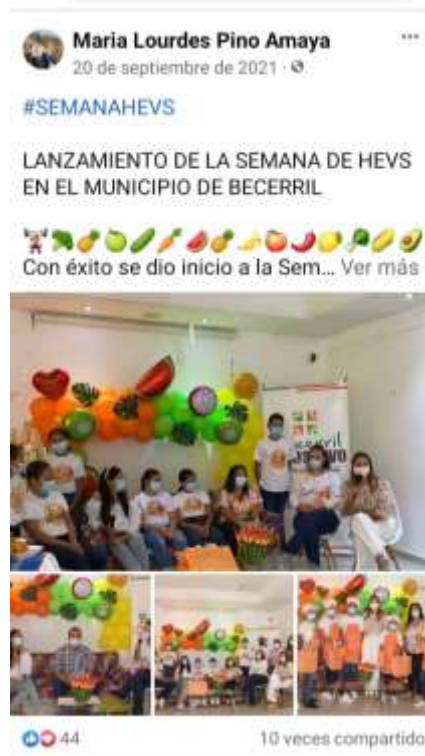 Maria Lourdes Pino Amaya
20 de septiembre de 2021
#SEMANAHEVS
LANZAMIENTO DE LA SEMANA DE HEVS
EN EL MUNICIPIO DE BECERRIL
Con éxito se dio inicio a la Sem... Ver más
44
10 veces compartido